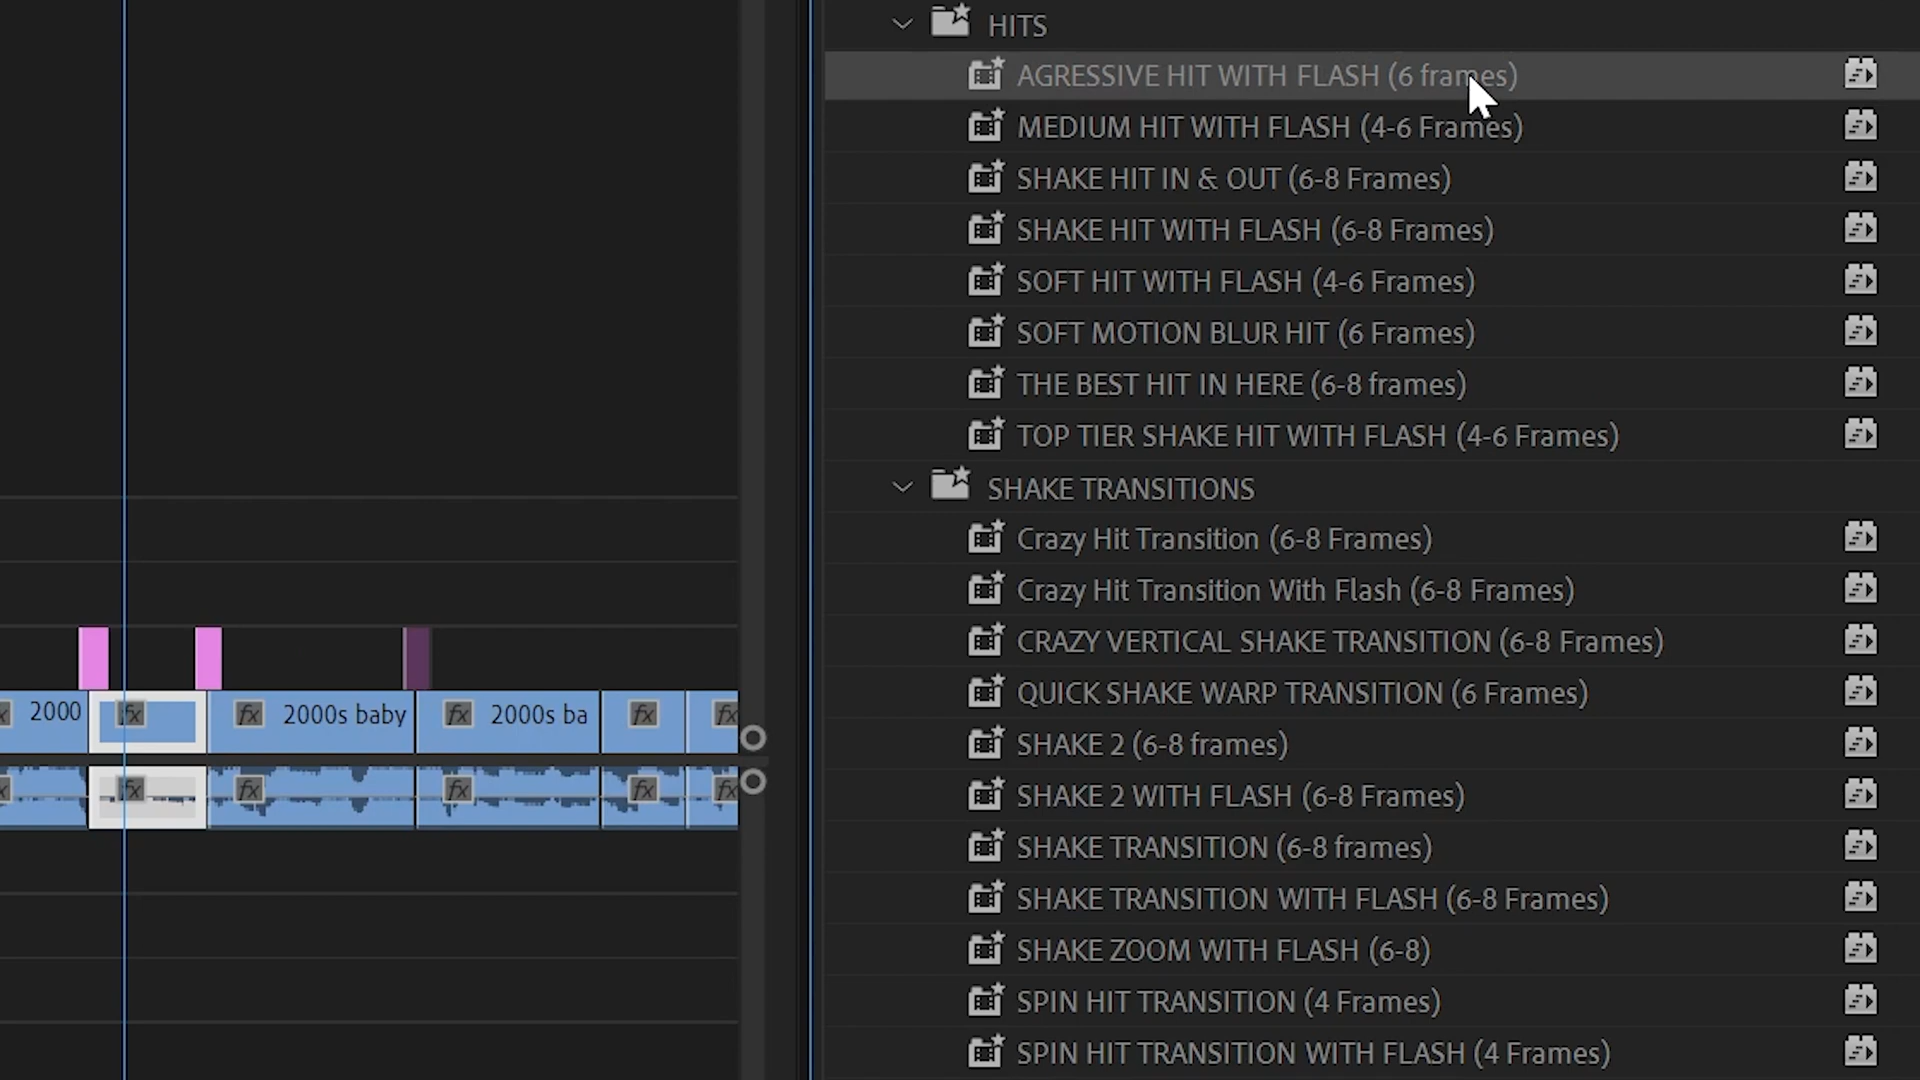 HITS
AGRESSIVE HIT WITH FLASH (6 frames)
MEDIUM HIT WITH FLASH (4-6 Frames)
SHAKE HIT IN & OUT (6-8 Frames)
SHAKE HIT WITH FLASH (6-8 Frames)
SOFT HIT WITH FLASH (4-6 Frames)
SOFT MOTION BLUR HIT (6 Frames)
THE BEST HIT IN HERE (6-8 frames)
TOP TIER SHAKE HIT WITH FLASH (4-6 Frames)
SHAKE TRANSITIONS
Crazy Hit Transition (6-8 Frames)
Crazy Hit Transition With Flash (6-8 Frames)
CRAZY VERTICAL SHAKE TRANSITION (6-8 Frames)
QUICK SHAKE WARP TRANSITION (6 Frames)
SHAKE 2 (6-8 frames)
SHAKE 2 WITH FLASH (6-8 Frames)
SHAKE TRANSITION (6-8 frames)
SHAKE TRANSITION WITH FLASH (6-8 Frames)
SHAKE ZOOM WITH FLASH (6-8)
SPIN HIT TRANSITION (4 Frames)
SPIN HIT TRANSITION WITH FLASH (4 Frames)
2000 fx fx 2000s baby fx 2000s ba fx fx
fx fx fx fx fx